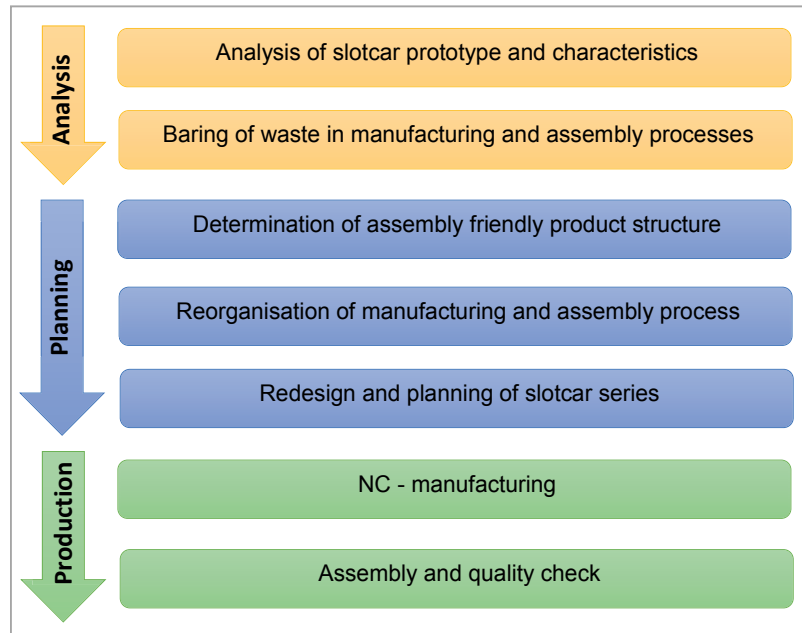 Analysis
Analysis of slotcar prototype and characteristics
Baring of waste in manufacturing and assembly processes
Planning
Determination of assembly friendly product structure
Reorganisation of manufacturing and assembly process
Redesign and planning of slotcar series
Production
NC - manufacturing
Assembly and quality check